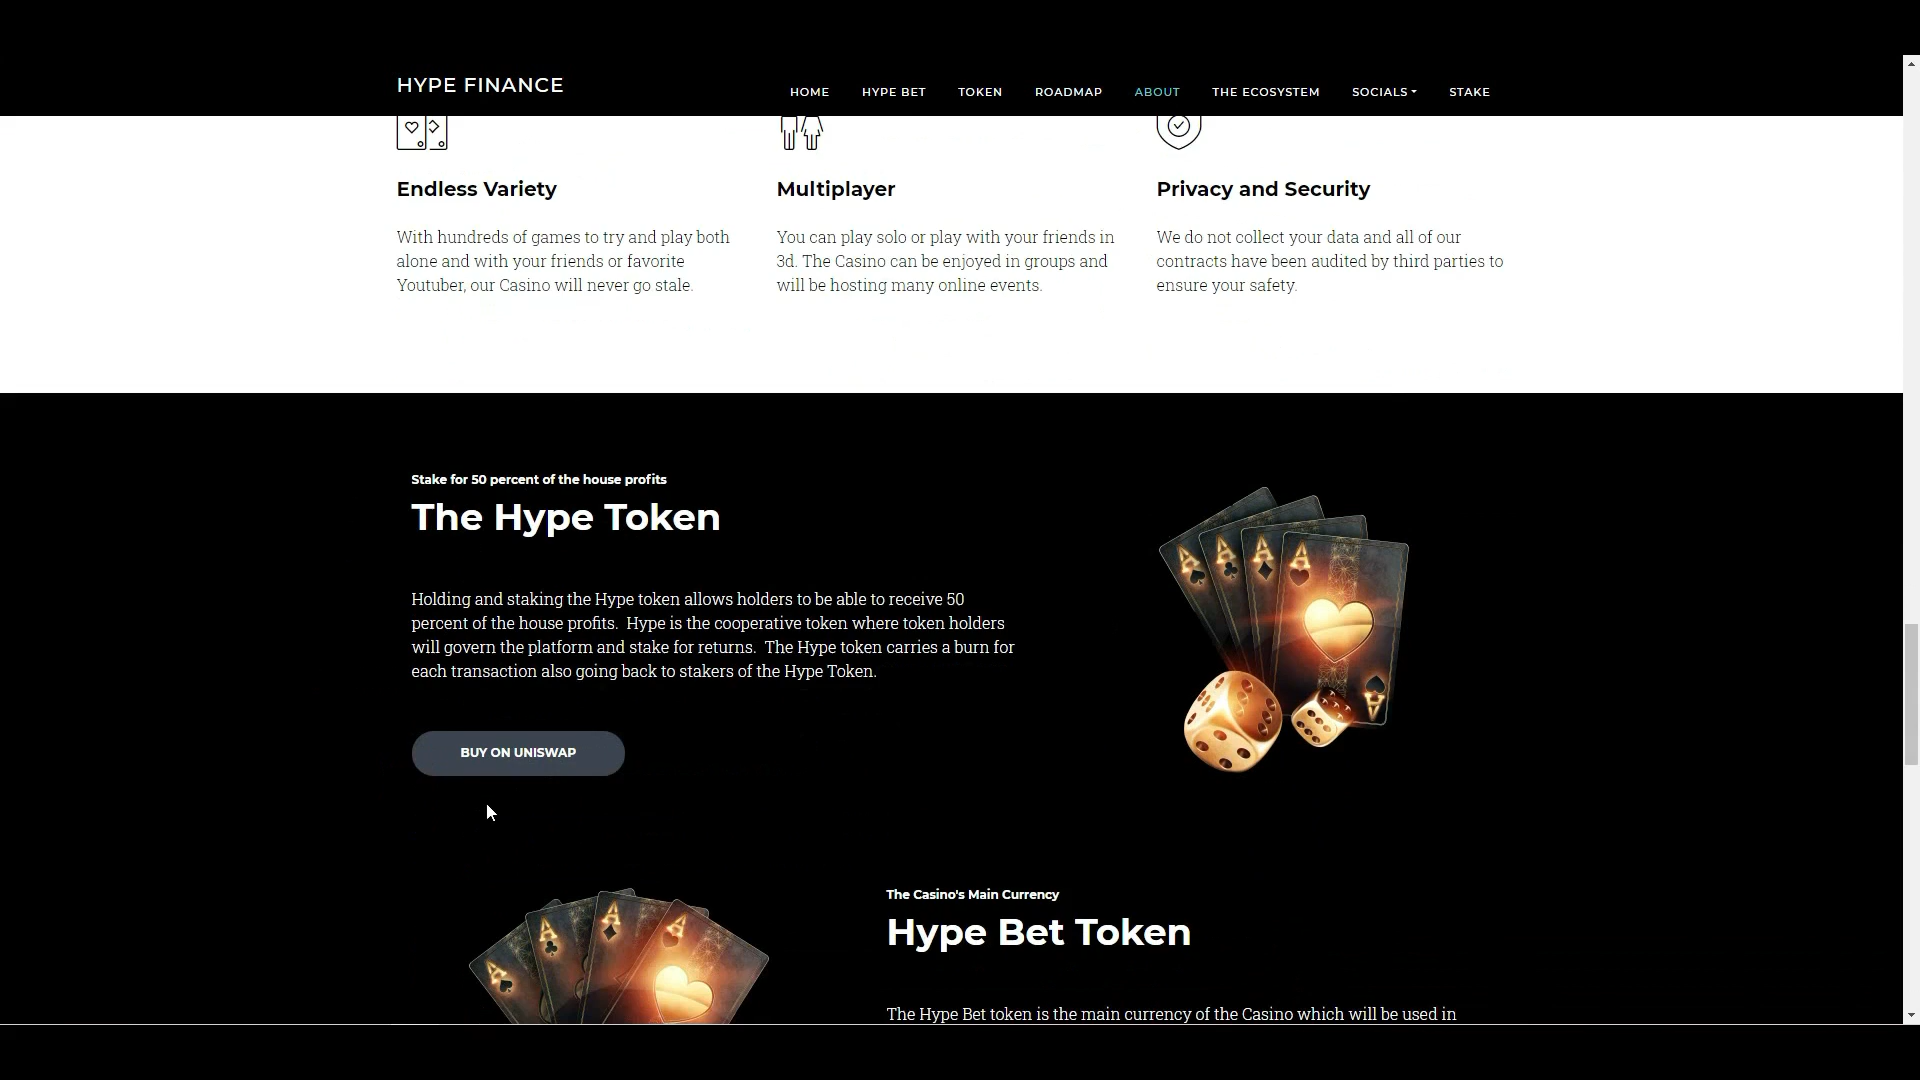 HYPE FINANCE
HOME HYPE BET TOKEN ROADMAP ABOUT THE ECOSYSTEM SOCIALS STAKE
Endless Variety
With hundreds of games to try and play both
alone and with your friends or favorite
Youtuber, our Casino will never go stale.
Multiplayer
You can play solo or play with your friends in
3d. The Casino can be enjoyed in groups and
will be hosting many online events.
Privacy and Security
We do not collect your data and all of our
contracts have been audited by third parties to
ensure your safety.
Stake for 50 percent of the house profits
The Hype Token
Holding and staking the Hype token allows holders to be able to receive 50
percent of the house profits. Hype is the cooperative token where token holders
will govern the platform and stake for returns. The Hype token carries a burn for
each transaction also going back to stakers of the Hype Token.
BUY ON UNISWAP
A A A A
A
The Casino's Main Currency
Hype Bet Token
The Hype Bet token is the main currency of the Casino which will be used in
A A A A